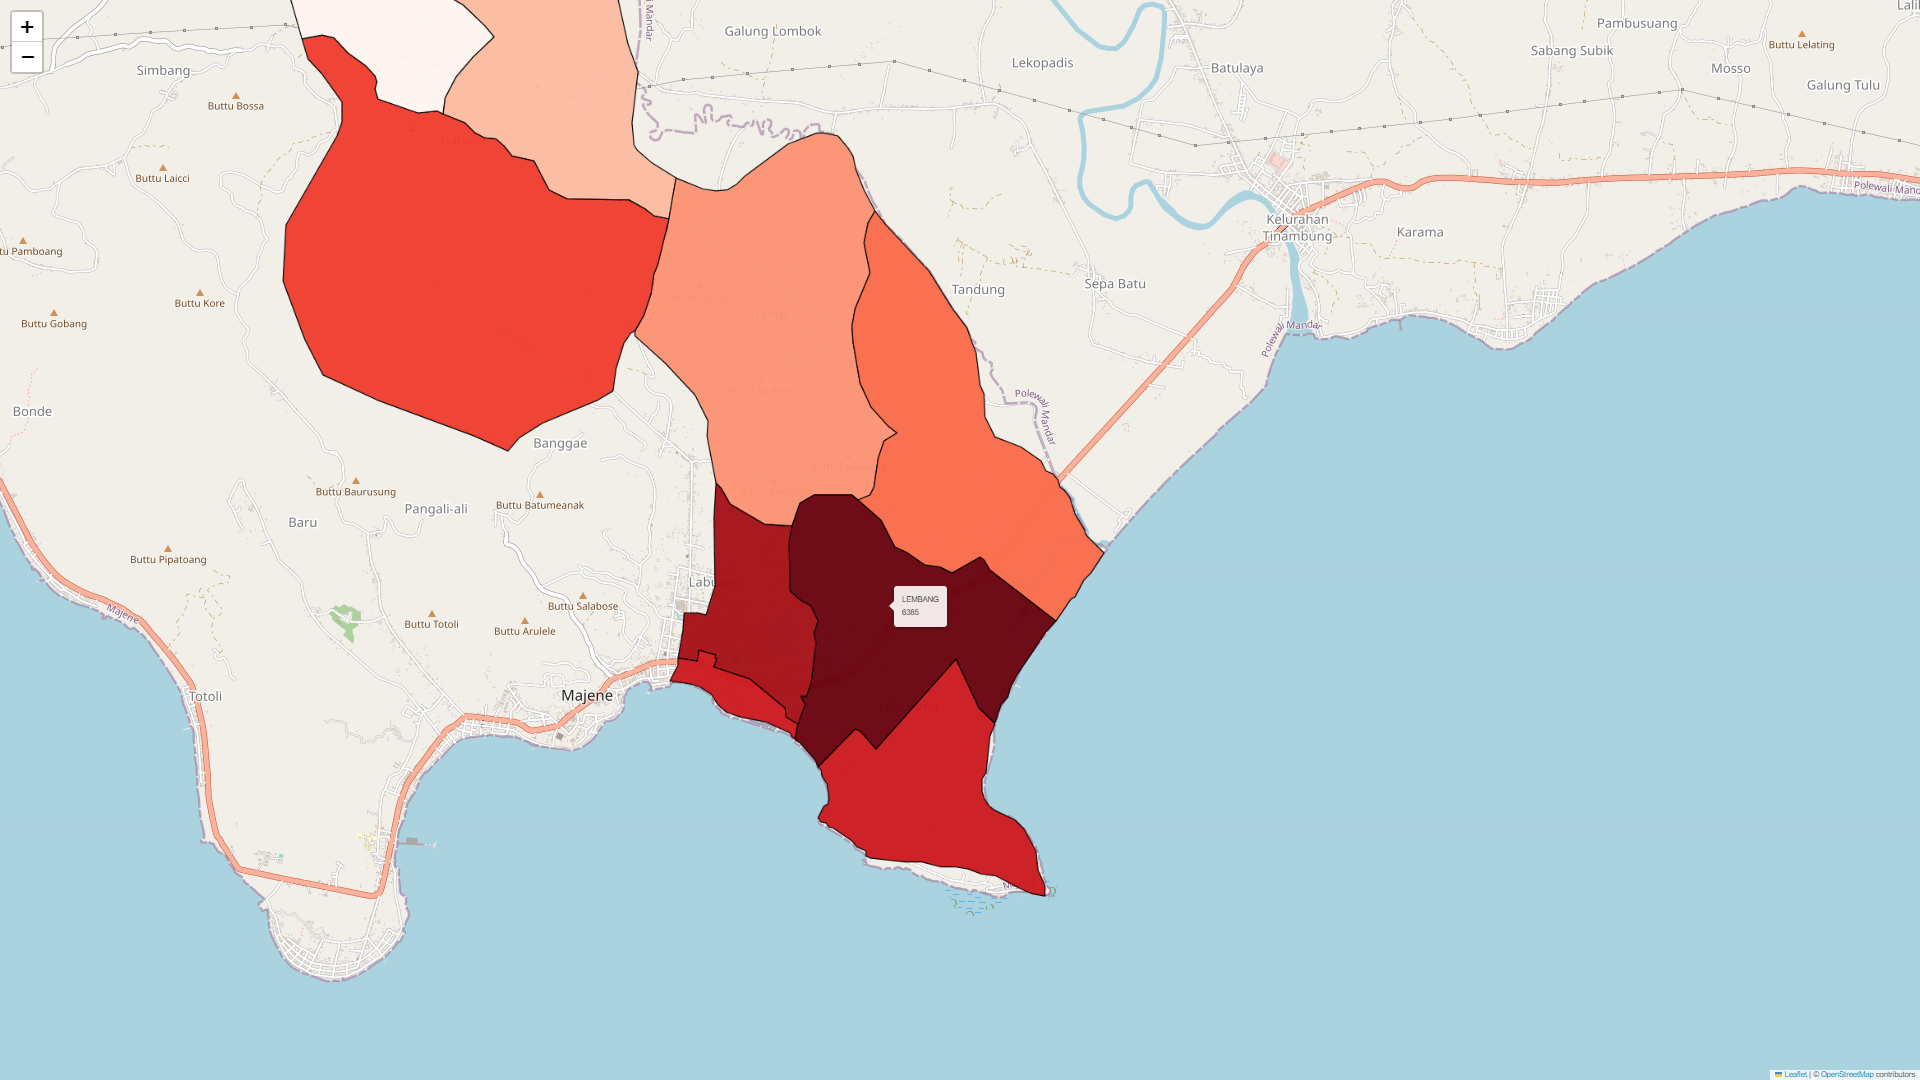 +
−
Mandar
Galung Lombok
Lekopadis
Batulaya
Pambusuang
Sabang Subik
Buttu Lelating
Mosso
Galung Tulu
Simbang
Buttu Bossa
Buttu Laicci
Kelurahan
Tinambung
Karama
Polewali
tu Pamboang
Buttu Kore
Buttu Gobang
Tandung
Sepa Batu
Tande
Polewali Mandar
Polewali Mandar
Bonde
Banggae
Buttu Baurusung
Buttu Batumeanak
Pangali-ali
Baru
Buttu Pipatoang
Majene
Buttu Totoli
Buttu Salabose
Buttu Arulele
LEMBANG
6385
Totoli
Majene
Baurung
Leaflet | © OpenStreetMap contributors